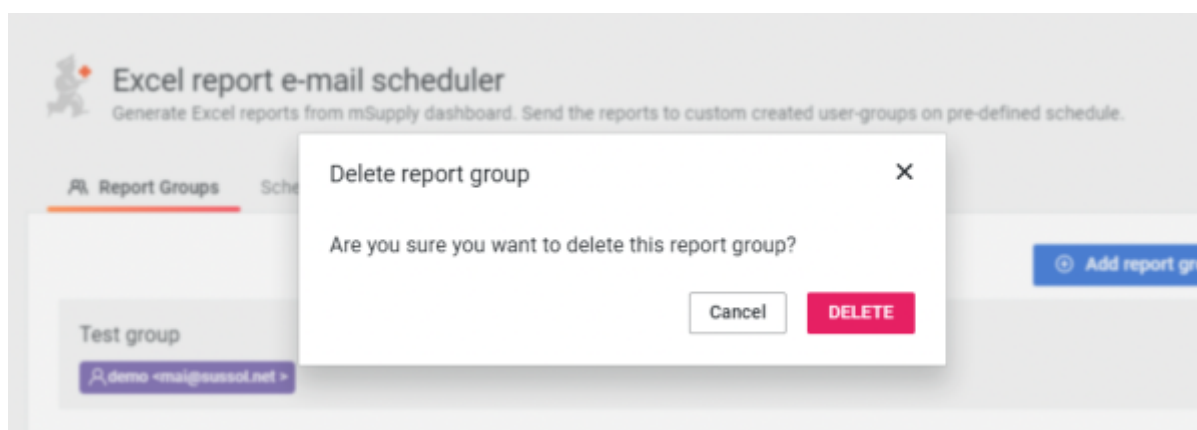 Excel report e-mail scheduler
Generate Excel reports from mSupply dashboard. Send the reports to custom created user-groups on pre-defined schedule.
Report Groups
Delete report group
Are you sure you want to delete this report group?
Add report
Cancel DELETE
Test group
demo <mai@sussol.net >